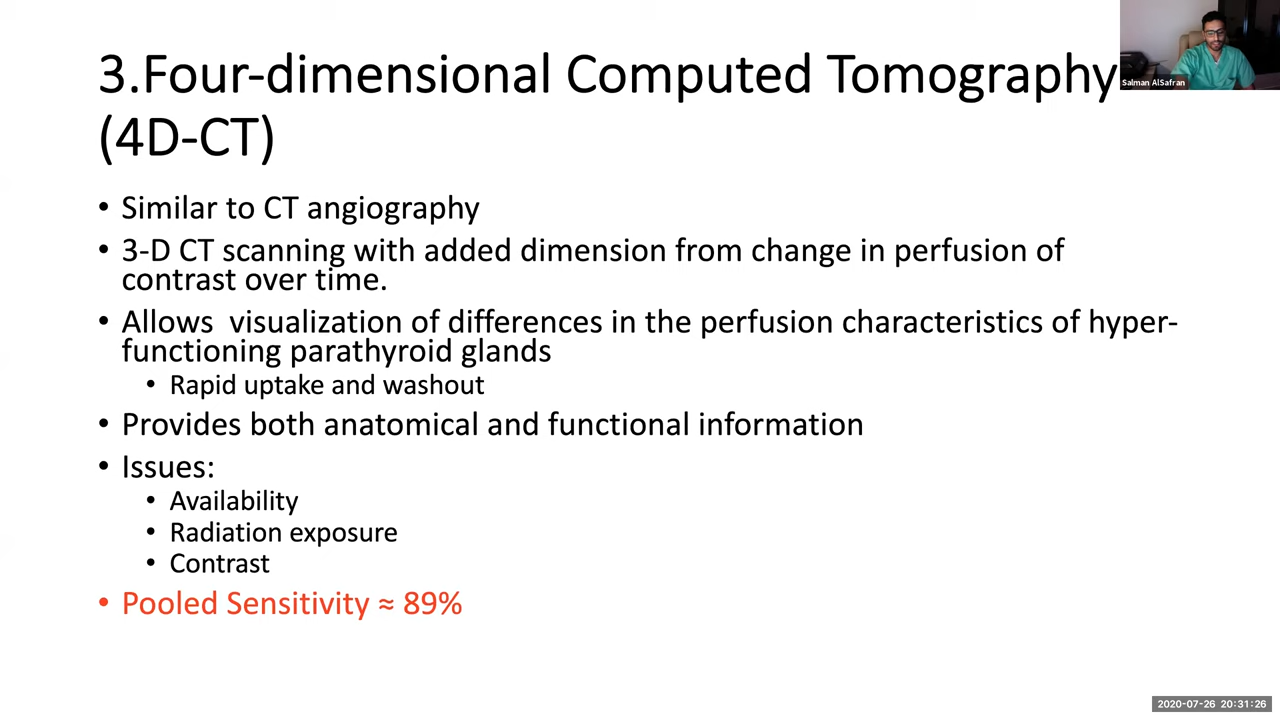 3.Four-dimensional Computed Tomography
(4D-CT)
Salman AlSafran
• Similar to CT angiography
• 3-D CT scanning with added dimension from change in perfusion of
contrast over time.
• Allows  visualization of differences in the perfusion characteristics of hyper-
functioning parathyroid glands
• Rapid uptake and washout
• Provides both anatomical and functional information
• Issues:
• Availability
• Radiation exposure
• Contrast
• Pooled Sensitivity ≈ 89%
2020-07-26 20:31:26